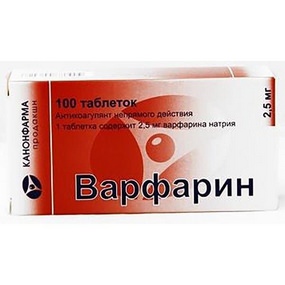 КАНОНФАРМА
продакшн
100 таблеток
Антикоагулянт непрямого действия
1 таблетка содержит 2,5 мг варфарина натрия
2,5 мг
Варфарин